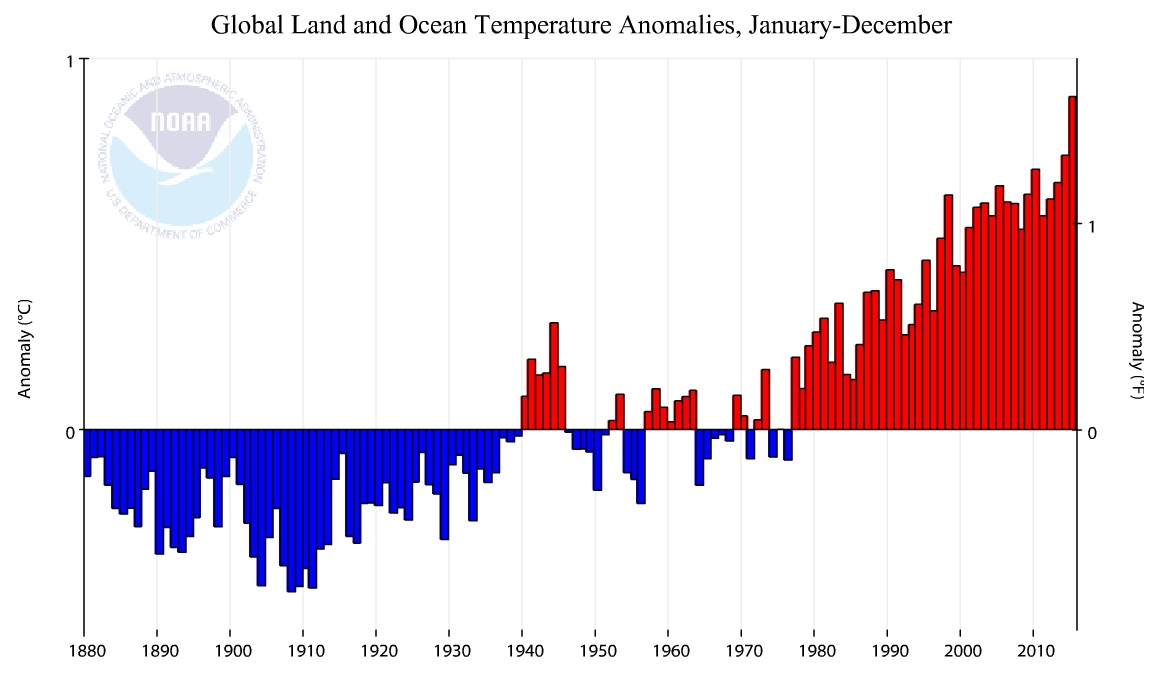 Global Land and Ocean Temperature Anomalies, January-December
1
NATIONAL OCEANIC AND ATMOSPHERIC ADMINISTRATION
NOAA
U.S. DEPARTMENT OF COMMERCE
1
Anomaly (°C)
Anomaly (°F)
0
0
1880 1890 1900 1910 1920 1930 1940 1950 1960 1970 1980 1990 2000 2010